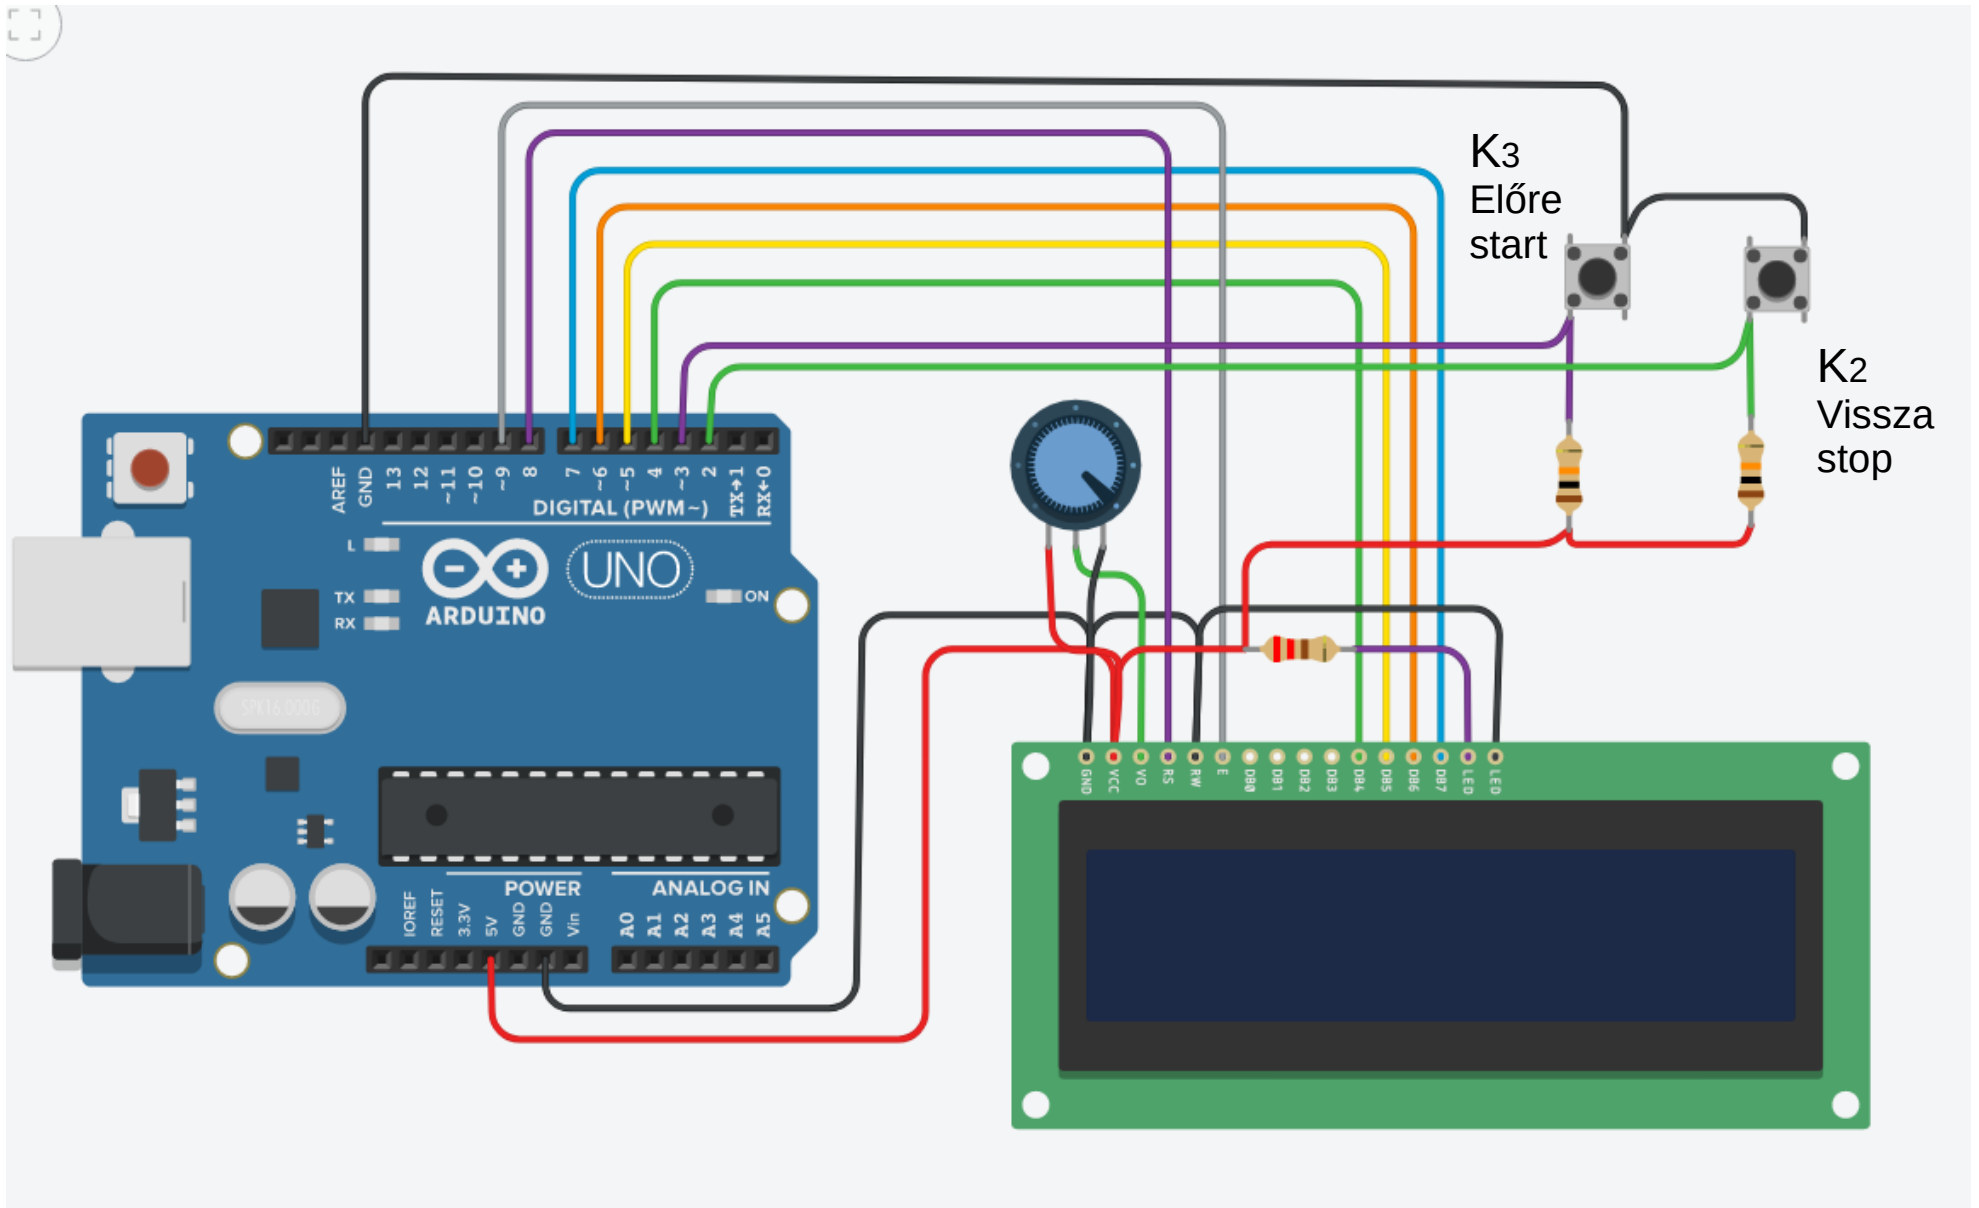 K3
Előre
start
K2
Vissza
stop
AREF
GND
13
12
~11
~10
~9
8
7
~6
~5
4
~3
2
TX→1
RX←0
DIGITAL (PWM~)
L
TX
RX
ARDUINO
UNO
ON
SPK16.000G
POWER
ANALOG IN
IOREF
RESET
3.3V
5V
GND
GND
Vin
A0
A1
A2
A3
A4
A5
GND
VCC
VO
RS
RW
E
DB0
DB1
DB2
DB3
DB4
DB5
DB6
DB7
LED
LED